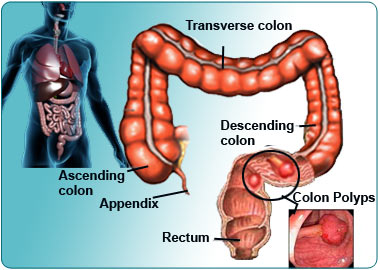 Transverse colon
Descending
colon
Ascending
colon
Appendix
Colon Polyps
Rectum